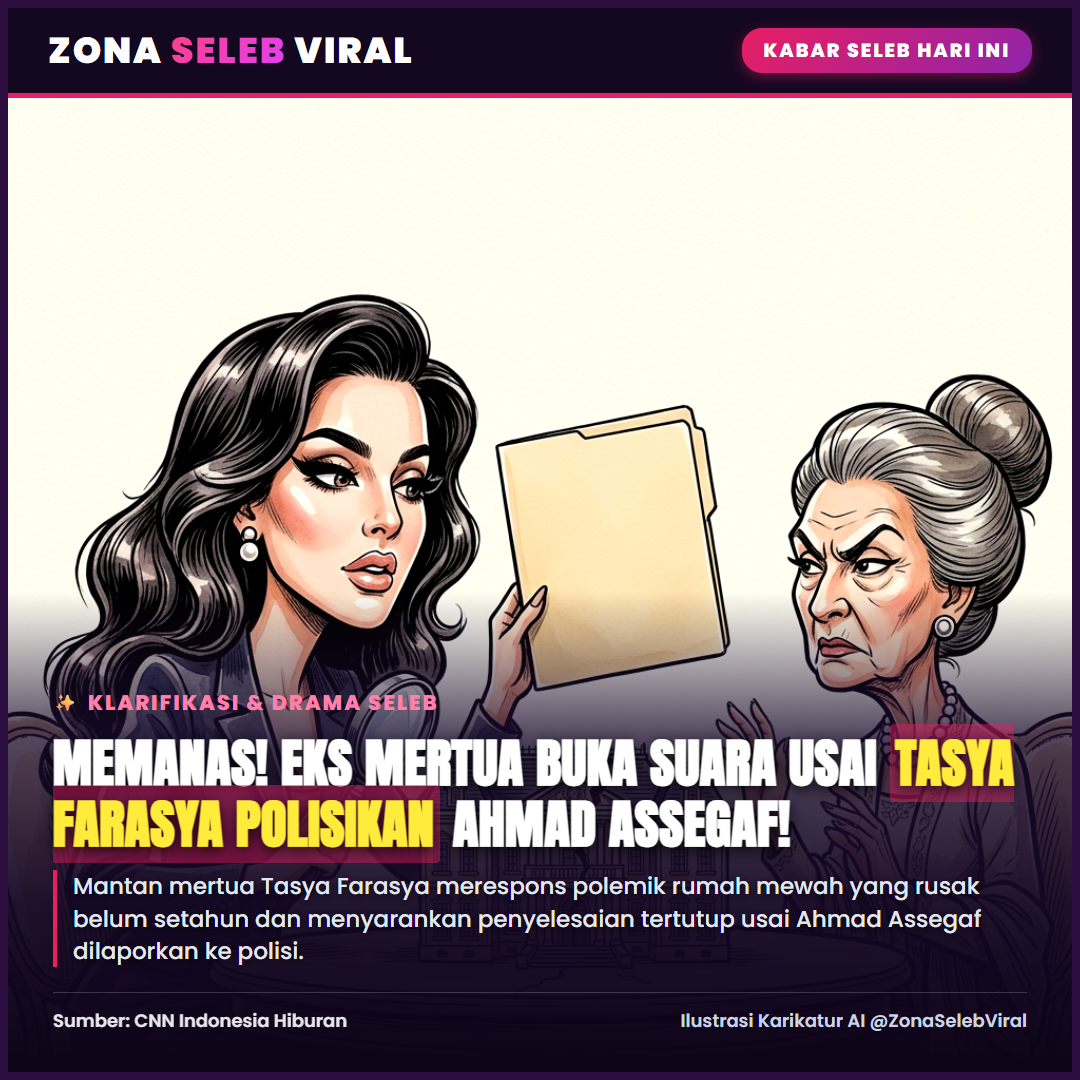 ZONA SELEB VIRAL
KABAR SELEB HARI INI
✨ KLARIFIKASI & DRAMA SELEB
MEMANAS! EKS MERTUA BUKA SUARA USAI TASYA
FARASYA POLISIKAN AHMAD ASSEGAF!
Mantan mertua Tasya Farasya merespons polemik rumah mewah yang rusak
belum setahun dan menyarankan penyelesaian tertutup usai Ahmad Assegaf
dilaporkan ke polisi.
Sumber: CNN Indonesia Hiburan
Ilustrasi Karikatur AI @ZonaSelebViral